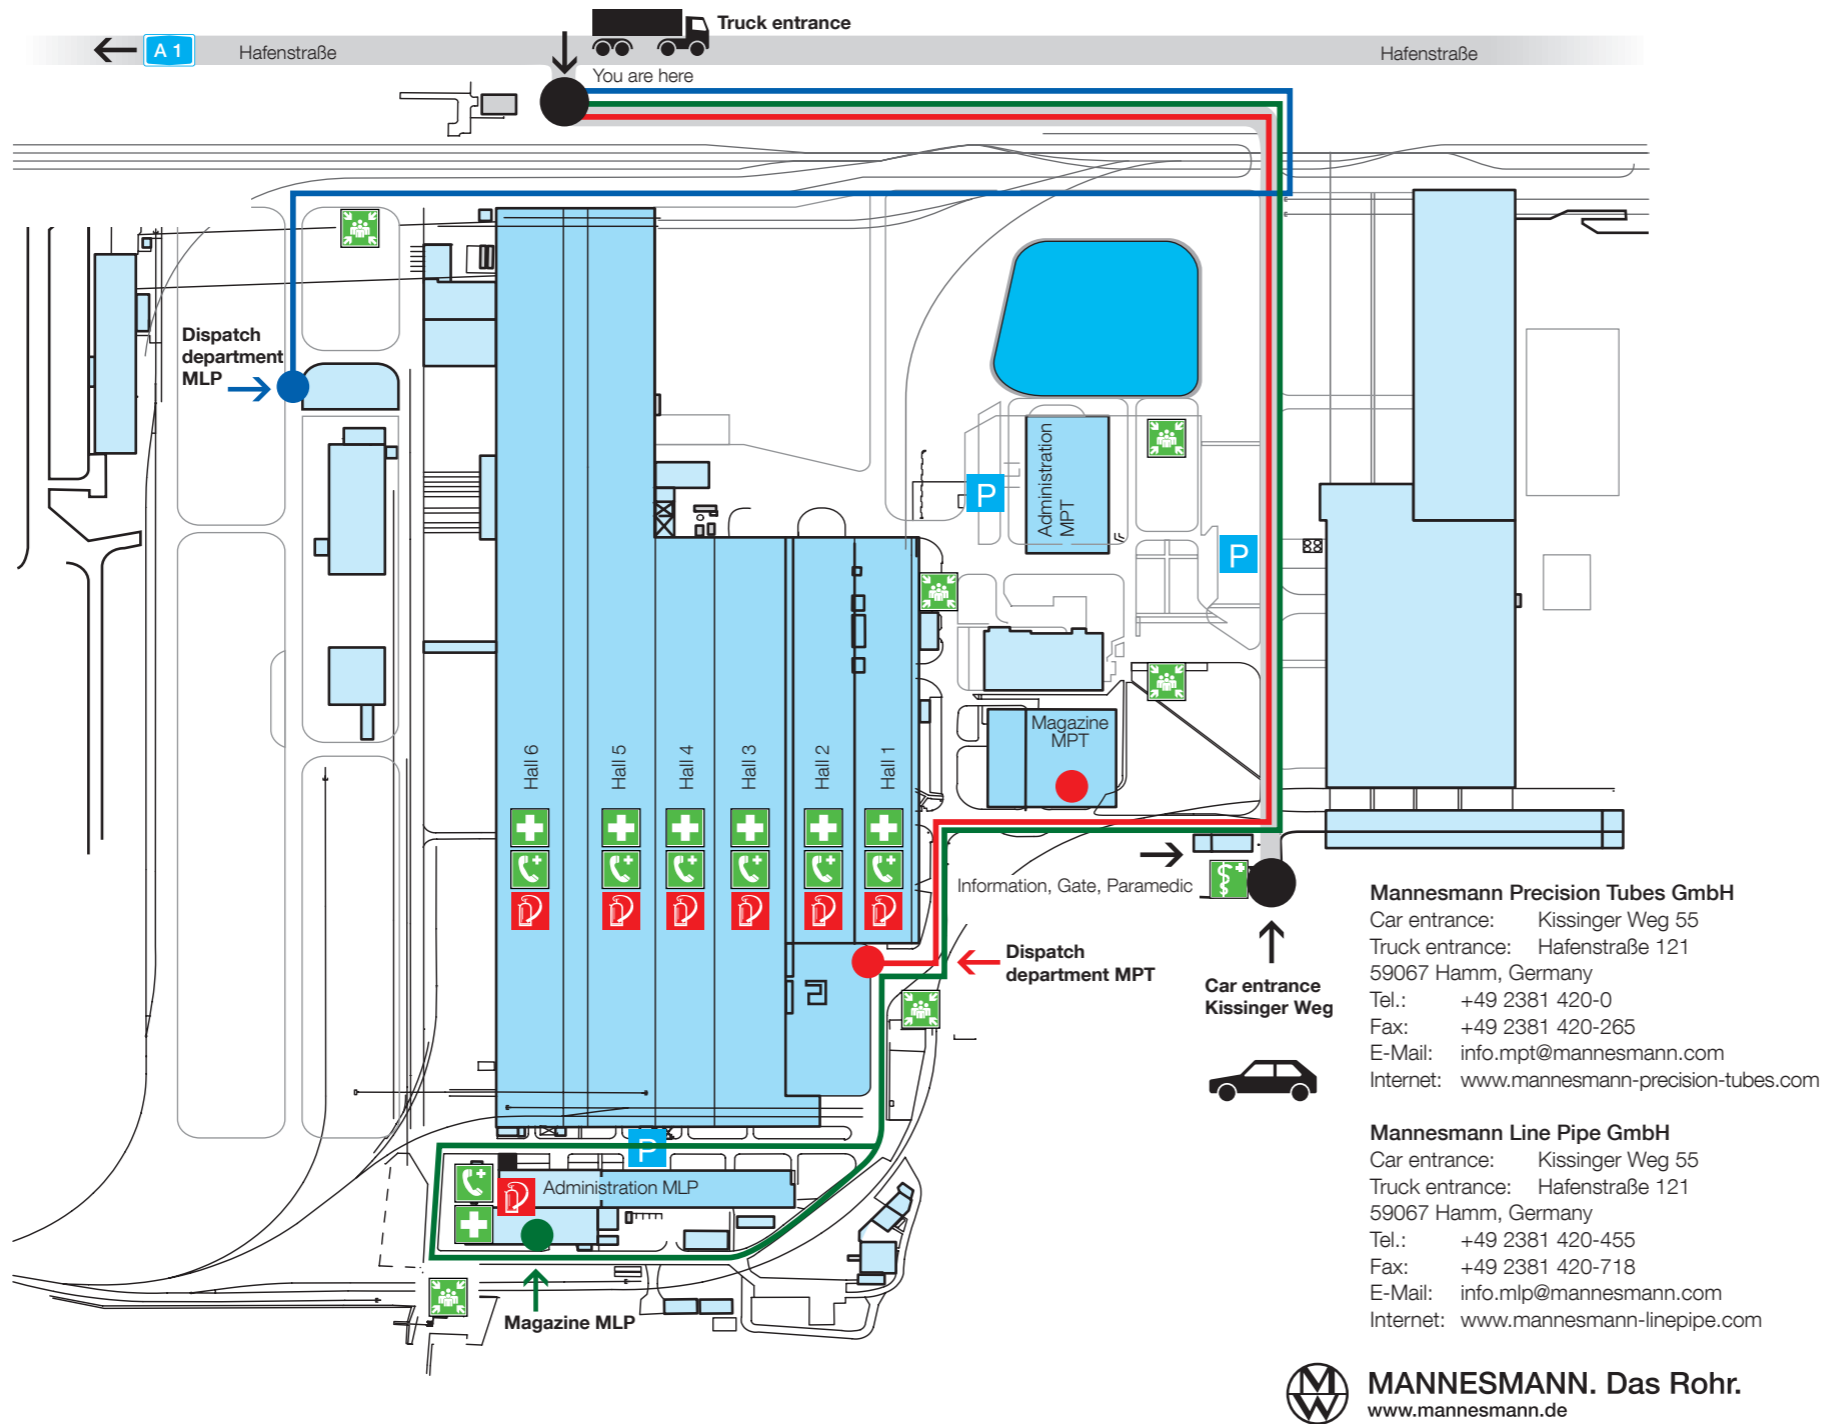 Truck entrance
A 1
Hafenstraße
Hafenstraße
You are here
Dispatch
department
MLP
Administration
MPT
P
P
Magazine
MPT
Hall 6
Hall 5
Hall 4
Hall 3
Hall 2
Hall 1
Information, Gate, Paramedic
Dispatch
department MPT
Car entrance
Kissinger Weg
P
Administration MLP
Magazine MLP
Mannesmann Precision Tubes GmbH
Car entrance: Kissinger Weg 55
Truck entrance: Hafenstraße 121
59067 Hamm, Germany
Tel.: +49 2381 420-0
Fax: +49 2381 420-265
E-Mail: info.mpt@mannesmann.com
Internet: www.mannesmann-precision-tubes.com
Mannesmann Line Pipe GmbH
Car entrance: Kissinger Weg 55
Truck entrance: Hafenstraße 121
59067 Hamm, Germany
Tel.: +49 2381 420-455
Fax: +49 2381 420-718
E-Mail: info.mlp@mannesmann.com
Internet: www.mannesmann-linepipe.com
MW
MANNESMANN. Das Rohr.
www.mannesmann.de